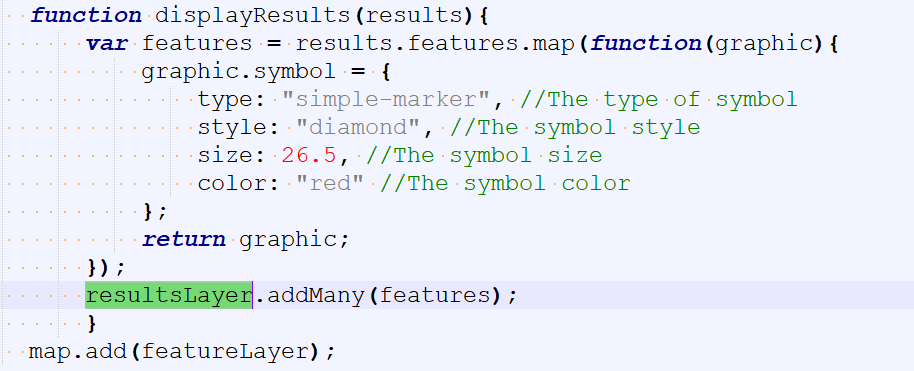 function displayResults(results){
var features = results.features.map(function(graphic){
graphic.symbol = {
type: "simple-marker", //The type of symbol
style: "diamond", //The symbol style
size: 26.5, //The symbol size
color: "red" //The symbol color
};
return graphic;
});
resultsLayer.addMany(features);
}
map.add(featureLayer);